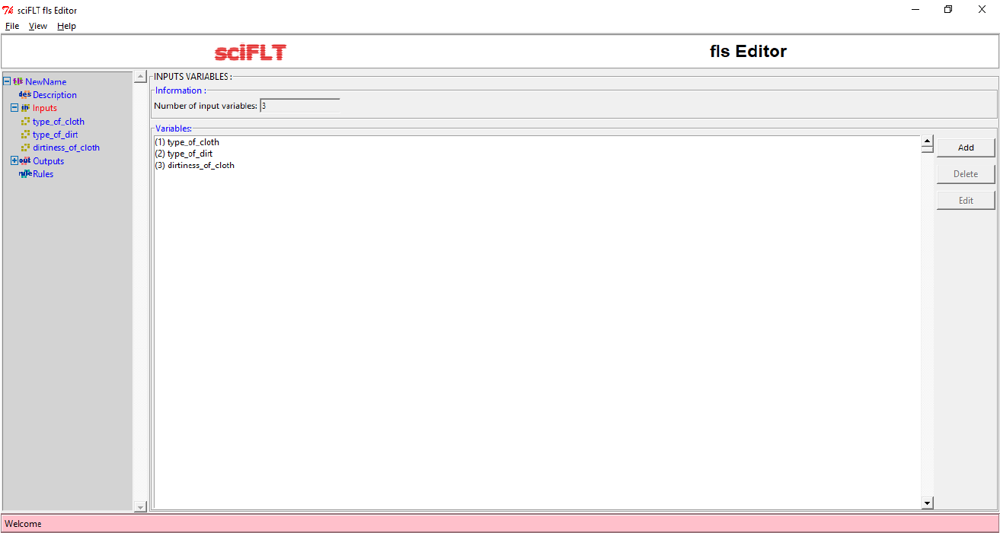 sciFLT fls Editor
File View Help
sciFLT fls Editor
fls NewName
des Description
in Inputs
type_of_cloth
type_of_dirt
dirtiness_of_cloth
out Outputs
rule Rules
INPUTS VARIABLES :
Information :
Number of input variables: 3
Variables:
(1) type_of_cloth
(2) type_of_dirt
(3) dirtiness_of_cloth
Add
Delete
Edit
Welcome